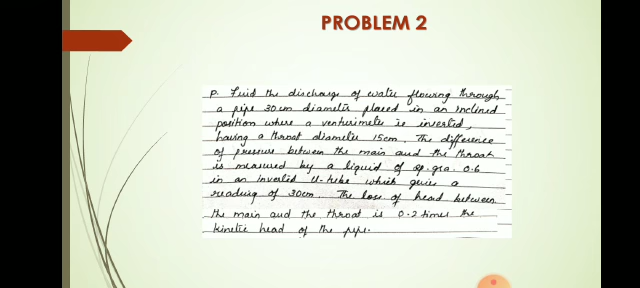 PROBLEM 2
P. Find the discharge of water flowing through
a pipe 30 cm diameter placed in an inclined
position where a venturimeter is inverted,
having a throat diameter 15cm. The difference
of pressure between the main and the throat
is measured by a liquid of sp. gra. 0.6
in an inverted U-tube which gives a
reading of 30cm. The loss of head between
the main and the throat is 0.2 times the
kinetic head of the pipe.